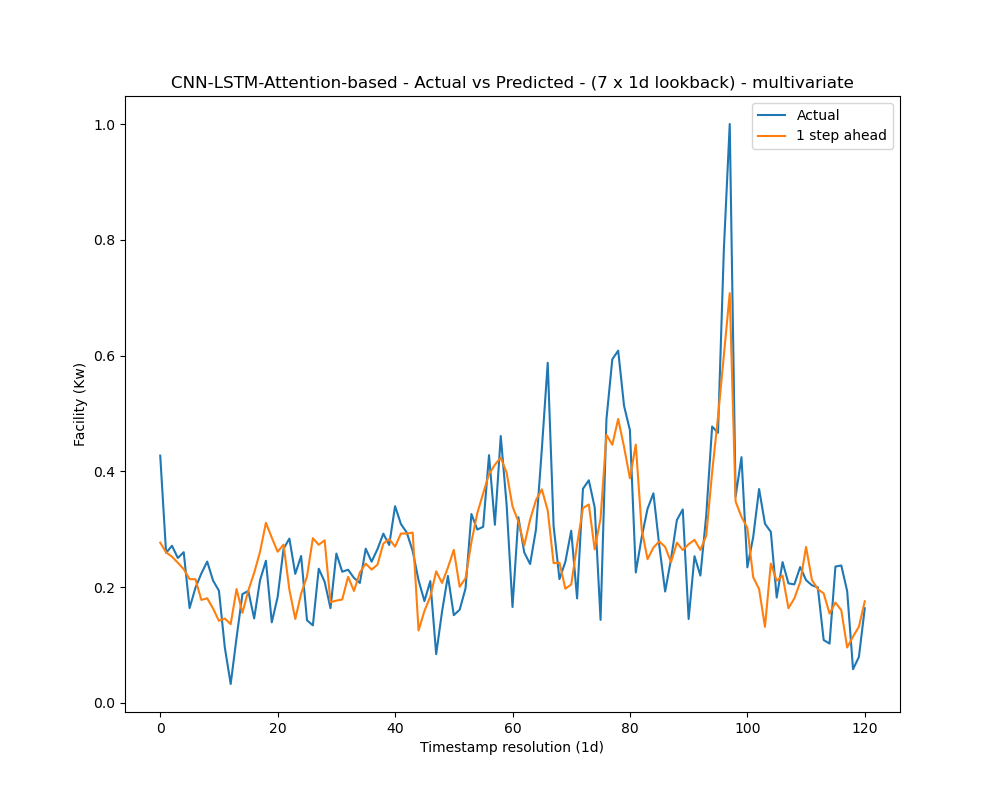 CNN-LSTM-Attention-based - Actual vs Predicted - (7 x 1d lookback) - multivariate
Actual
1 step ahead
1.0
0.8
0.6
0.4
0.2
0.0
Facility (Kw)
0 20 40 60 80 100 120
Timestamp resolution (1d)